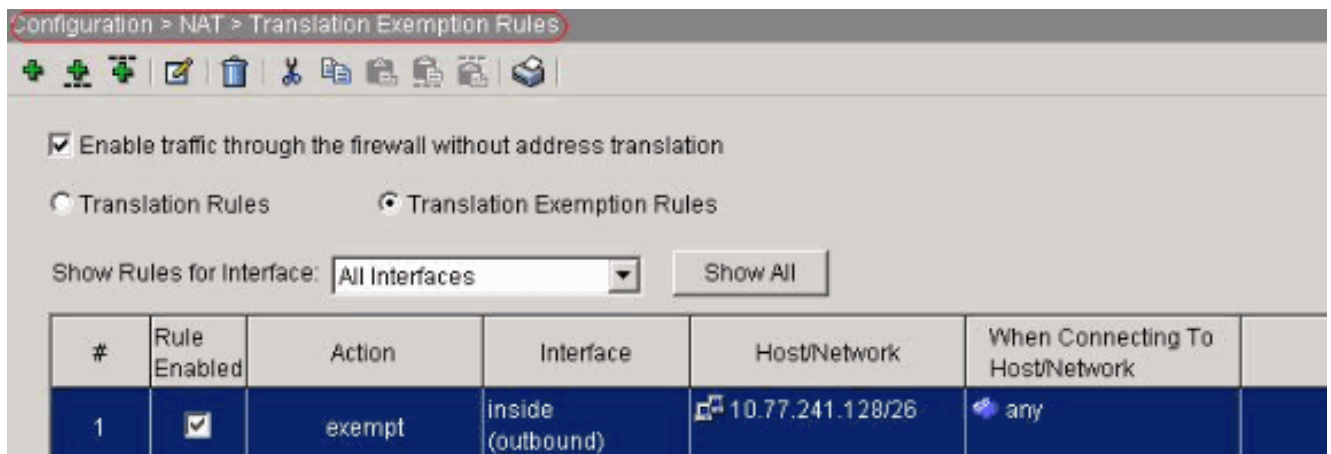 Configuration > NAT > Translation Exemption Rules
Enable traffic through the firewall without address translation
Translation Rules Translation Exemption Rules
Show Rules for Interface: All Interfaces Show All
# Rule Enabled Action Interface Host/Network When Connecting To Host/Network
1 exempt inside (outbound) 10.77.241.128/26 any